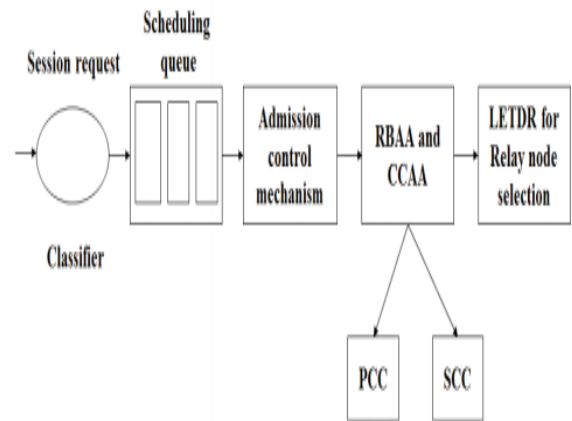 Session request
Classifier
Scheduling
queue
Admission
control
mechanism
RBAA and
CCAA
LETDR for
Relay node
selection
PCC
SCC